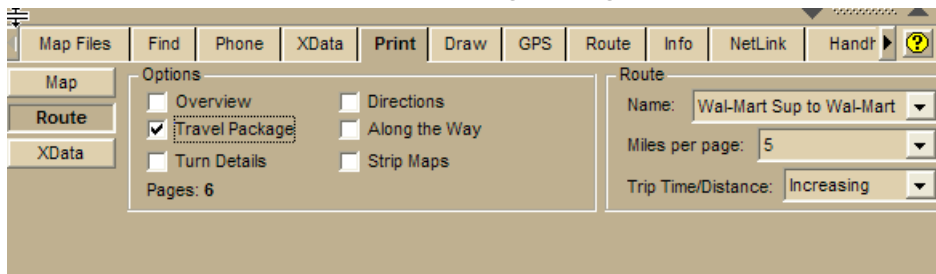 Map Files Find Phone XData Print Draw GPS Route Info NetLink ?
Map
Route
XData
Options
Overview
Directions
Travel Package
Along the Way
Turn Details
Strip Maps
Pages: 6
Route
Name: Wal-Mart Sup to Wal-Mart
Miles per page: 5
Trip Time/Distance: Increasing